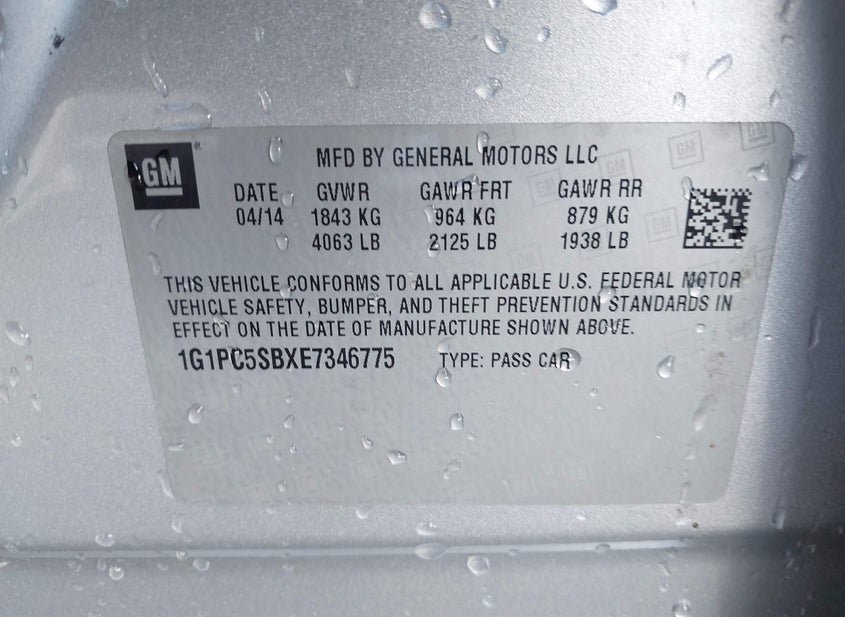 GM
MFD BY GENERAL MOTORS LLC
DATE GVWR GAWR FRT GAWR RR
04/14 1843 KG 964 KG 879 KG
4063 LB 2125 LB 1938 LB
THIS VEHICLE CONFORMS TO ALL APPLICABLE U.S. FEDERAL MOTOR
VEHICLE SAFETY, BUMPER, AND THEFT PREVENTION STANDARDS IN
EFFECT ON THE DATE OF MANUFACTURE SHOWN ABOVE.
1G1PC5SBXE7346775 TYPE: PASS CAR